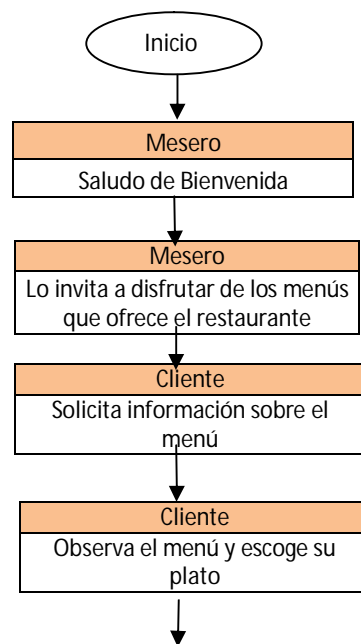 Inicio
Mesero
Saludo de Bienvenida
Mesero
Lo invita a disfrutar de los menús
que ofrece el restaurante
Cliente
Solicita información sobre el
menú
Cliente
Observa el menú y escoge su
plato